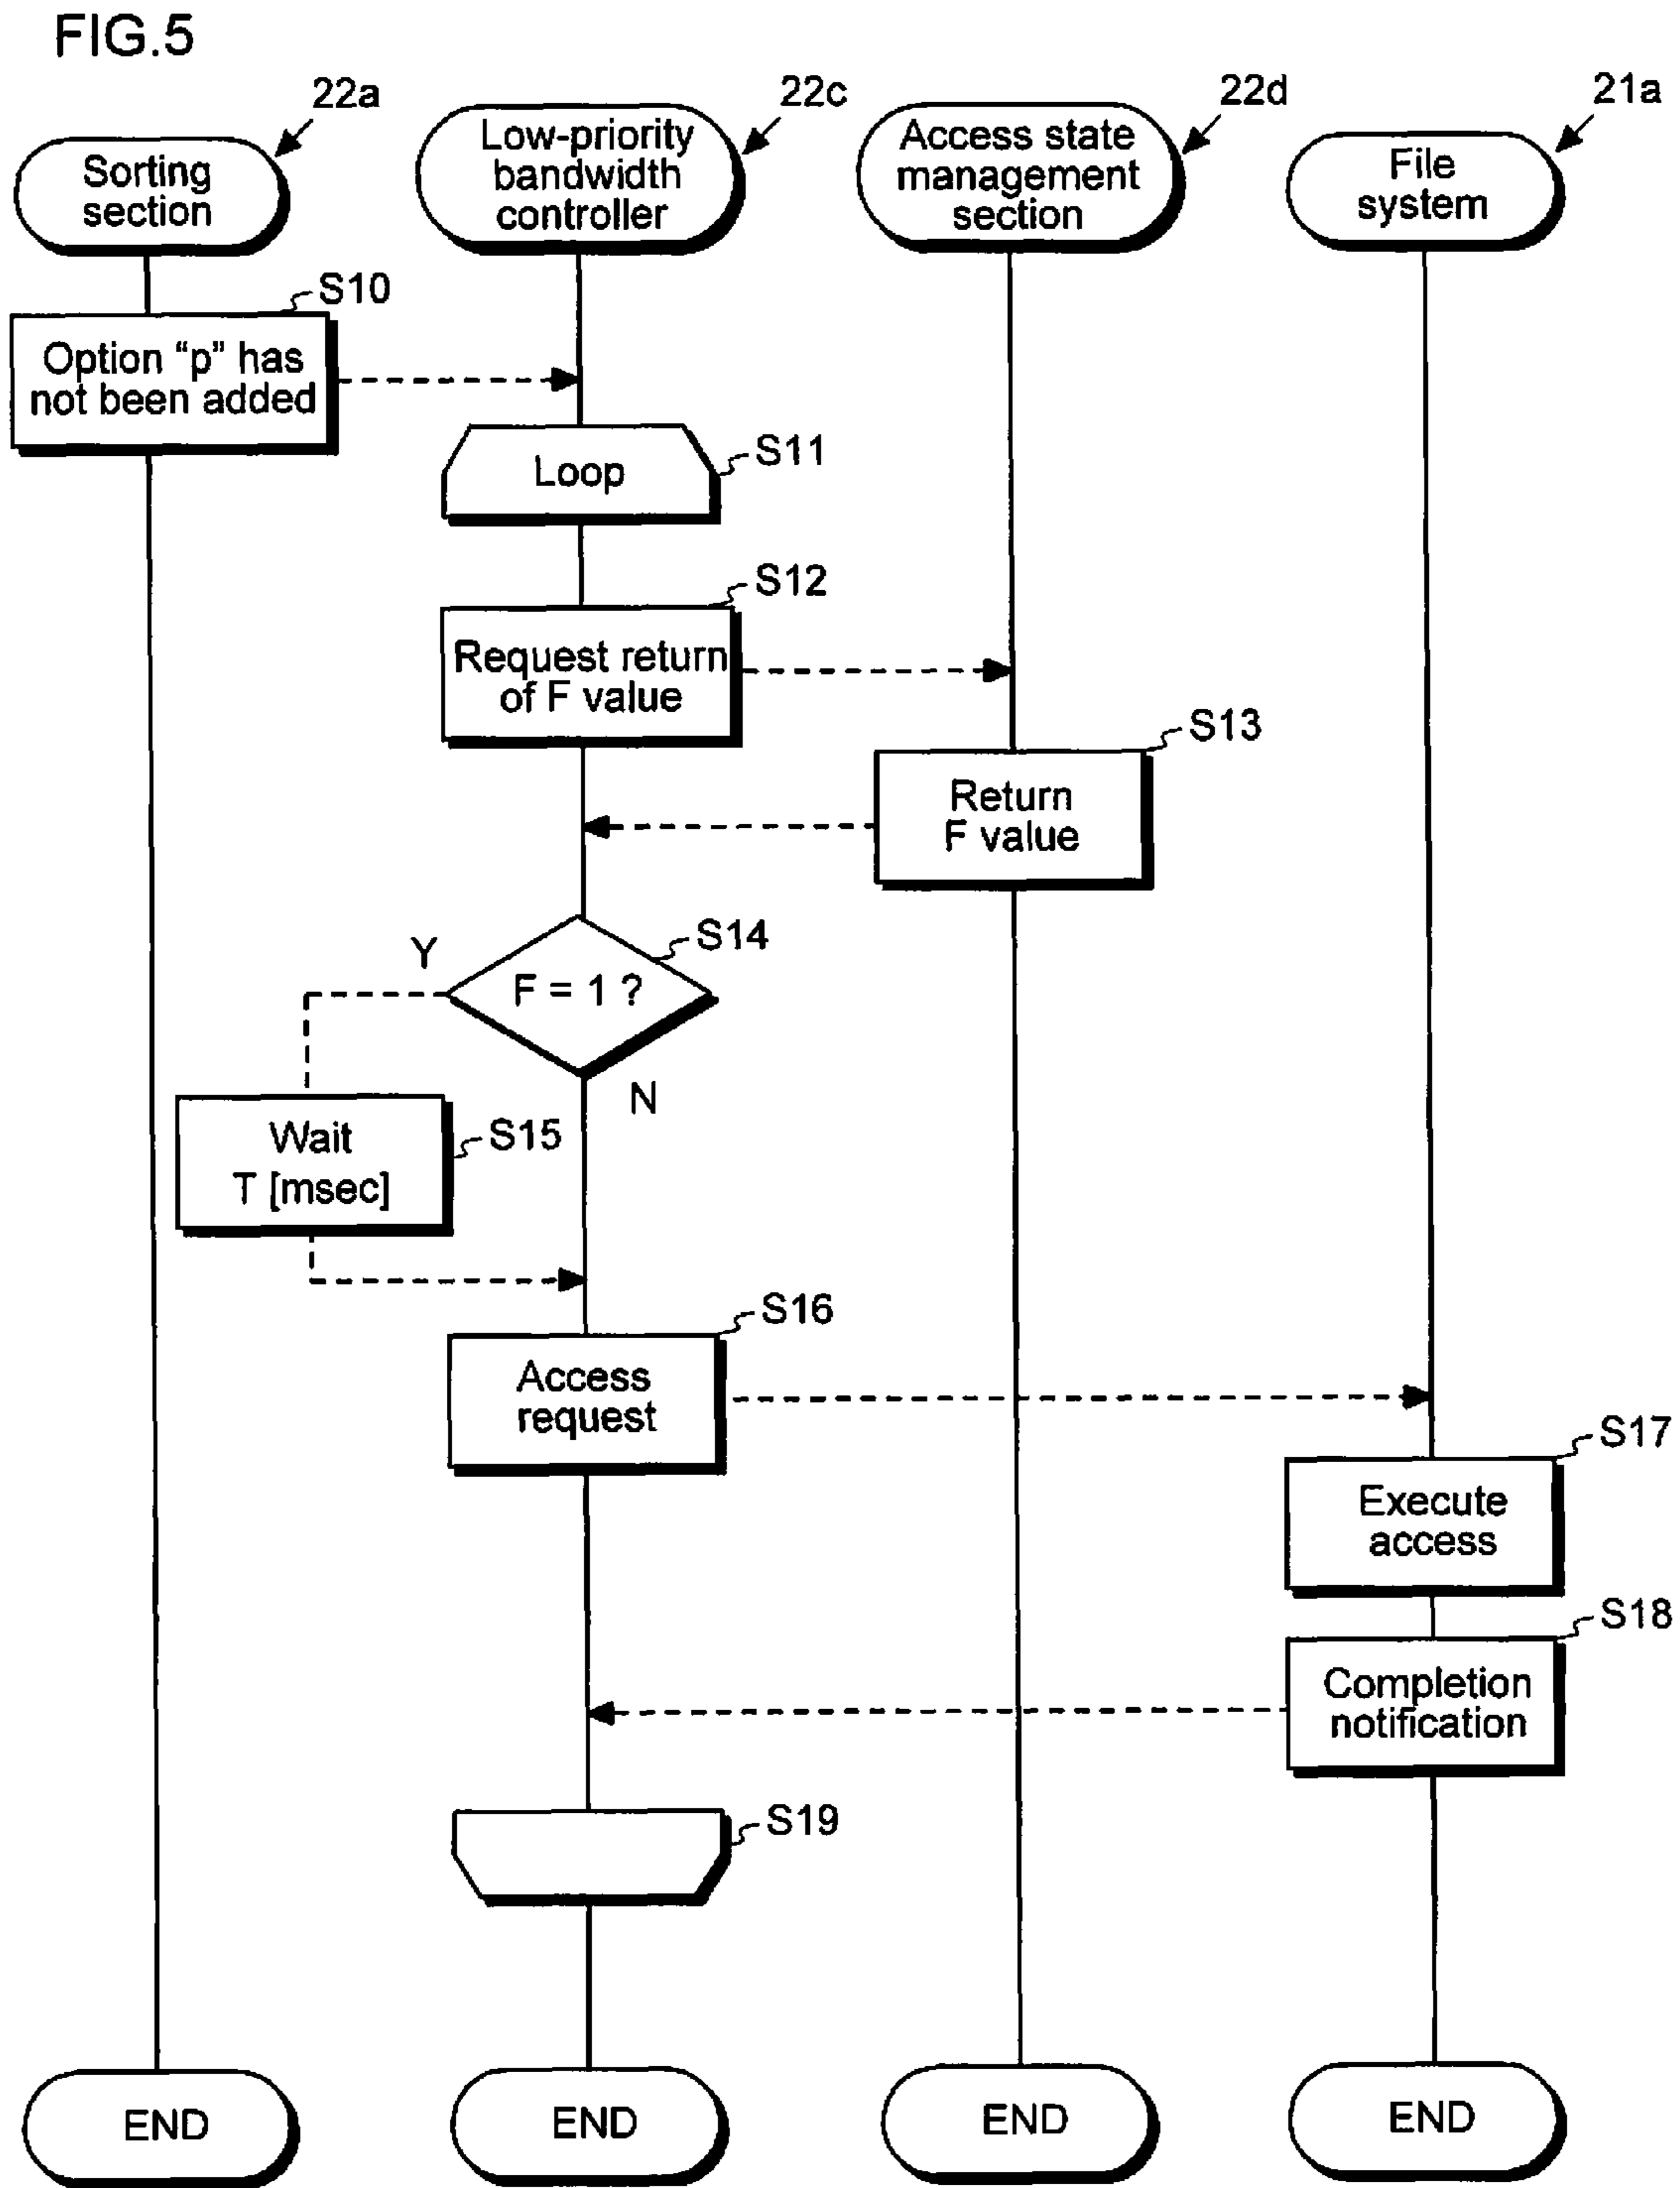 FIG.5
22a
22c
22d
21a
Sorting
section
Low-priority
bandwidth
controller
Access state
management
section
File
system
S10
Option “p” has
not been added
S11
Loop
S12
Request return
of F value
S13
Return
F value
S14
Y
F = 1 ?
N
S15
Wait
T [msec]
S16
Access
request
S17
Execute
access
S18
Completion
notification
S19
END
END
END
END